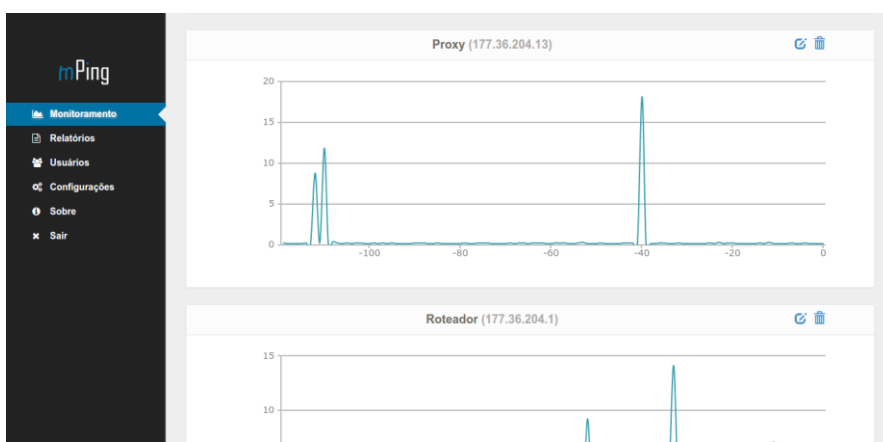 mPing
Monitoramento
Relatórios
Usuários
Configurações
Sobre
Sair
Proxy (177.36.204.13)
20
15
10
5
0
-100 -80 -60 -40 -20 0
Roteador (177.36.204.1)
15
10